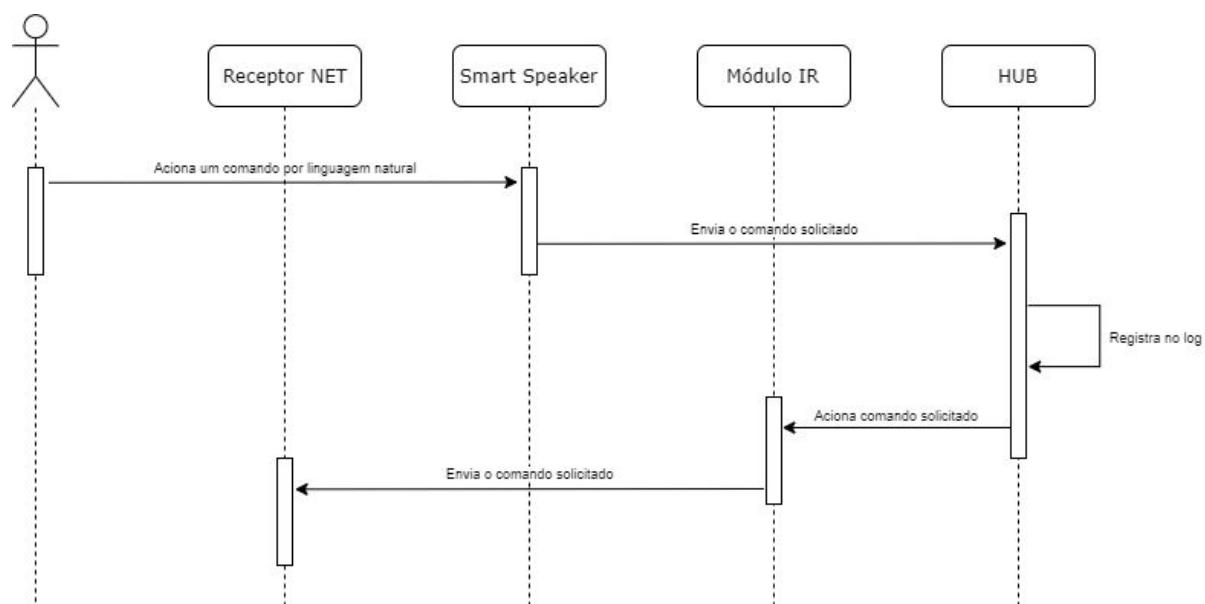 Receptor NET
Smart Speaker
Módulo IR
HUB
Aciona um comando por linguagem natural
Envia o comando solicitado
Registra no log
Aciona comando solicitado
Envia o comando solicitado